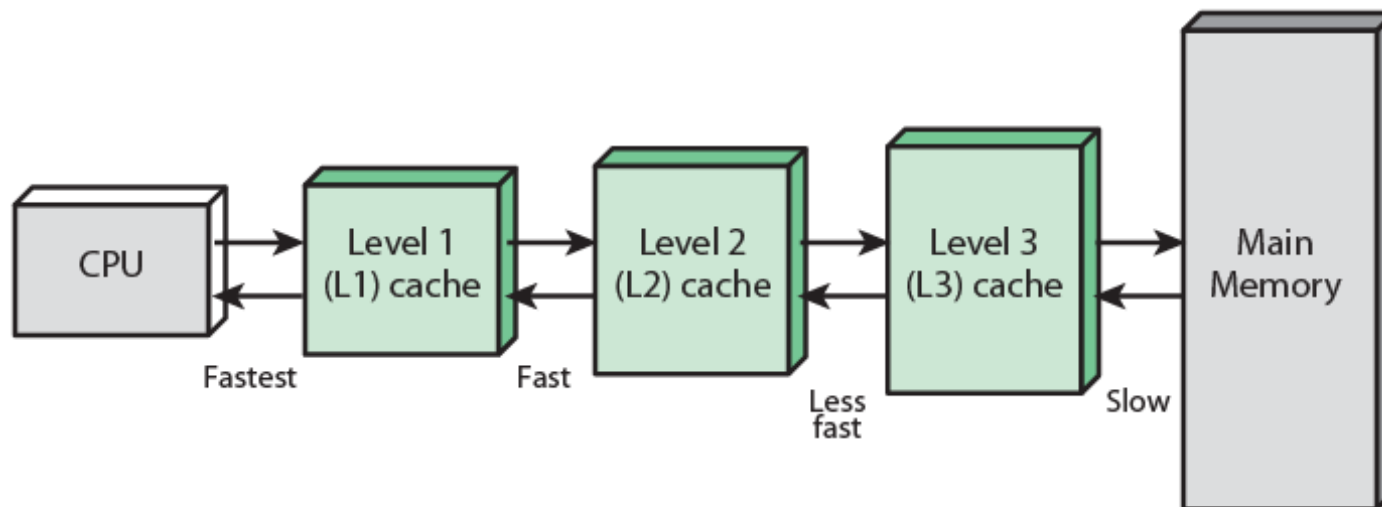 CPU
Level 1
(L1) cache
Level 2
(L2) cache
Level 3
(L3) cache
Main
Memory
Fastest
Fast
Less
fast
Slow